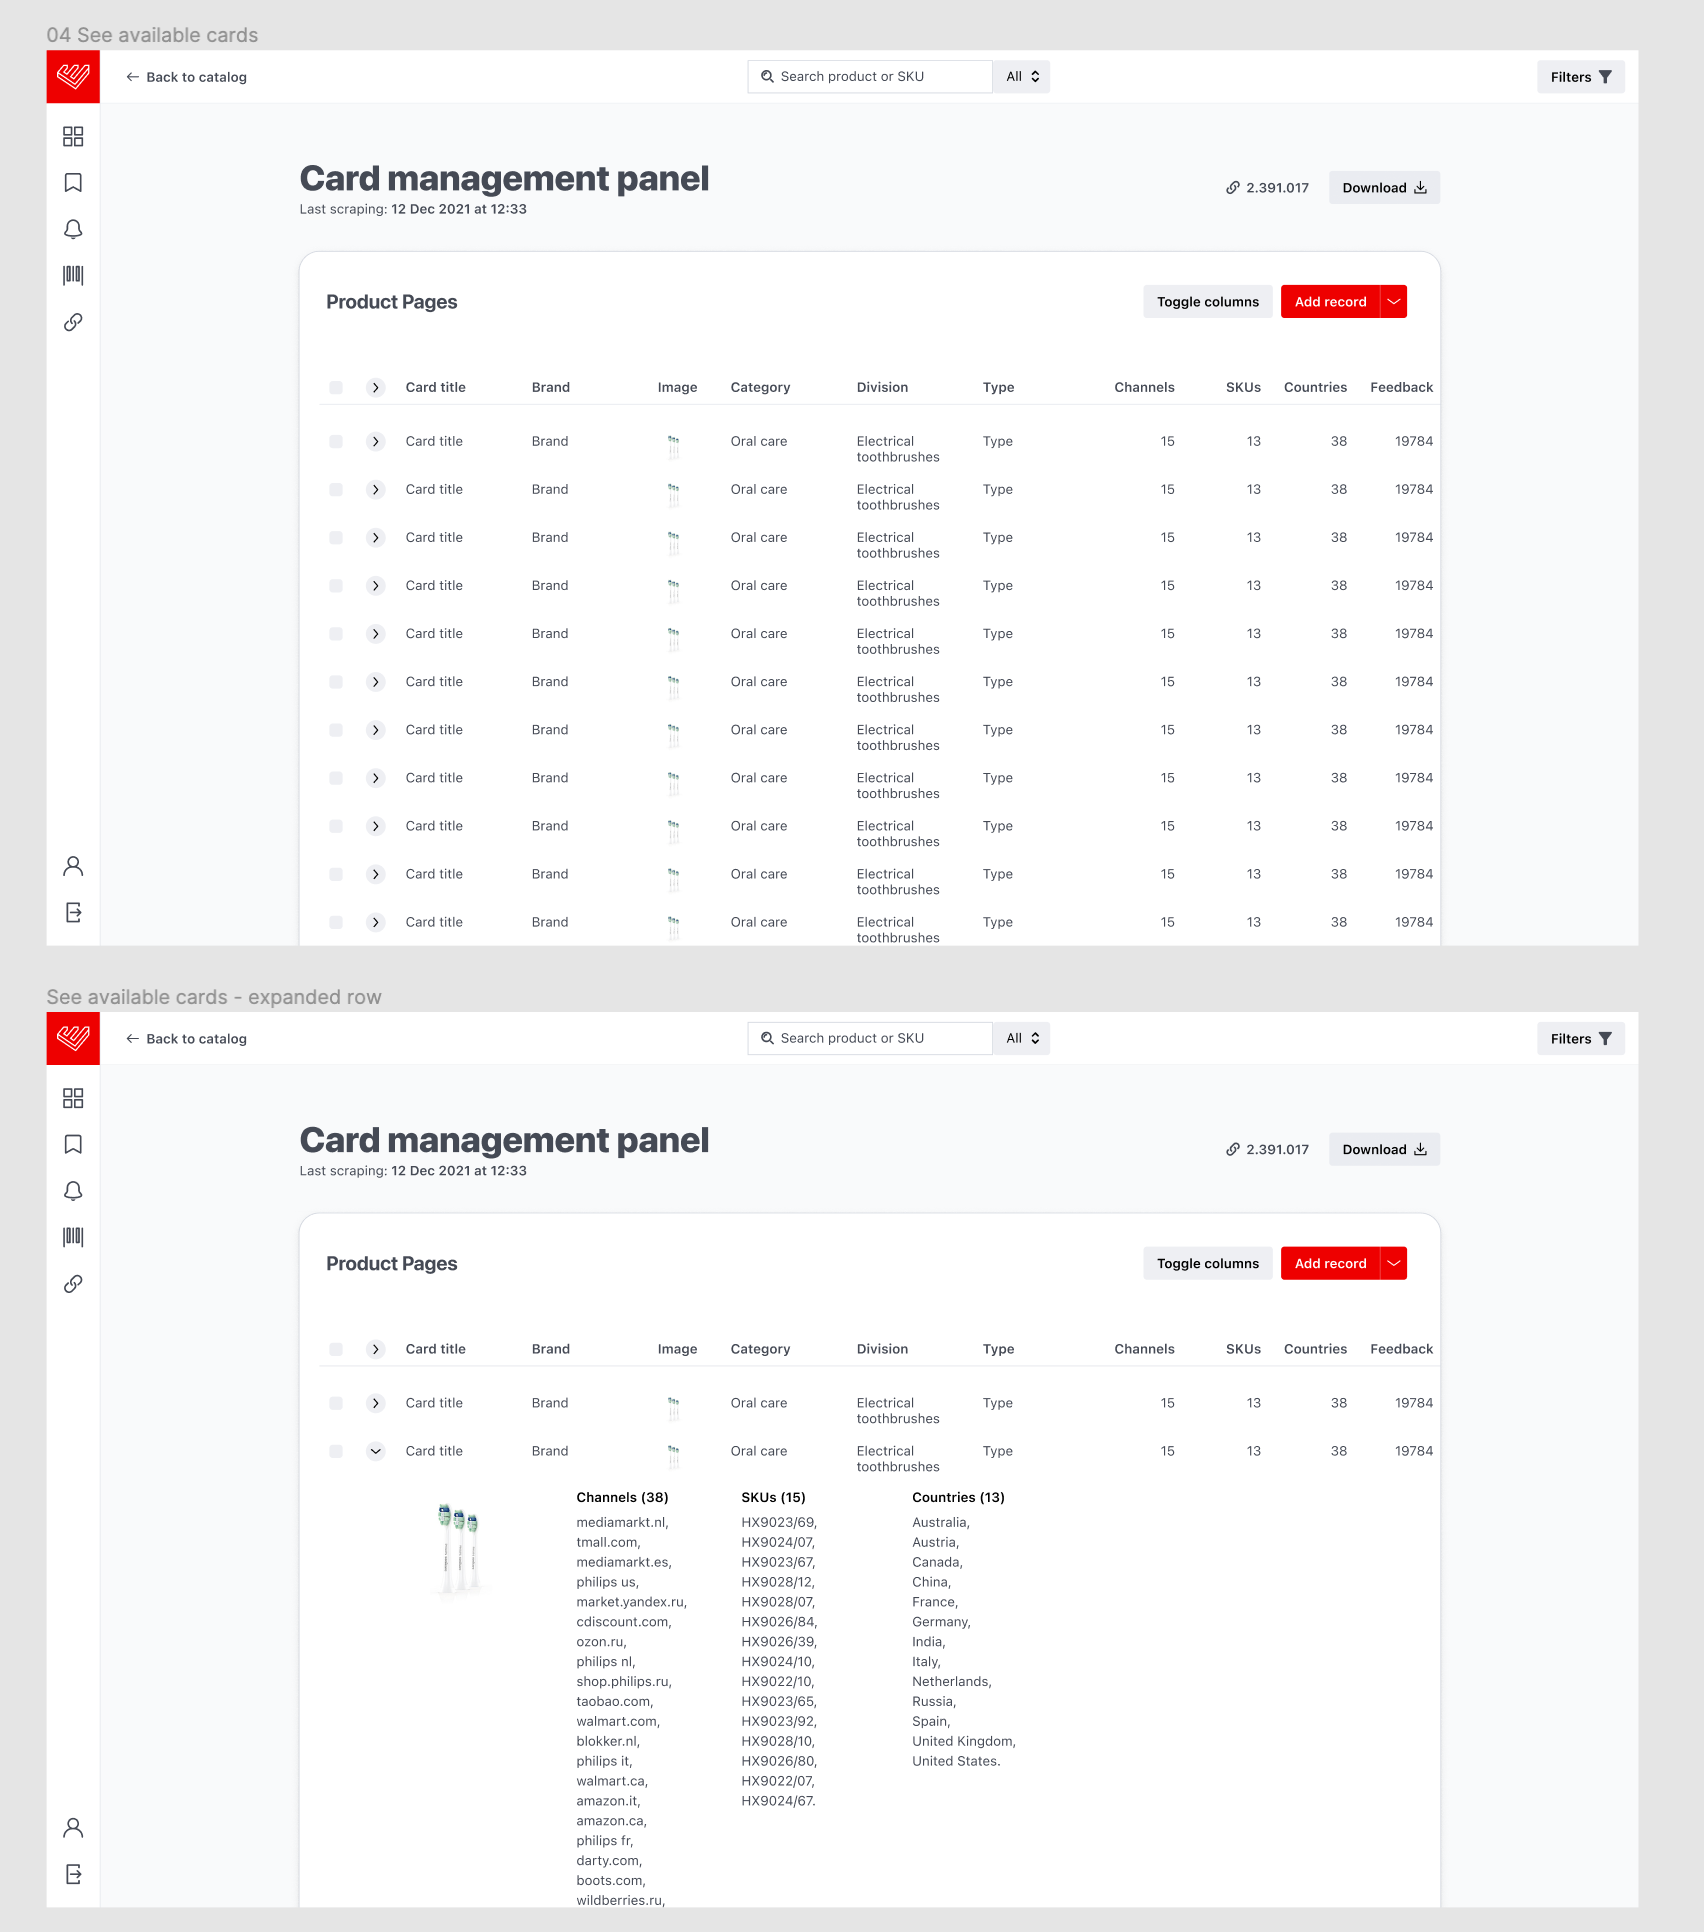 04 See available cards
Back to catalog
Search product or SKU
All
Filters
Card management panel
Last scraping: 12 Dec 2021 at 12:33
2.391.017
Download
Product Pages
Toggle columns
Add record
Card title Brand Image Category Division Type Channels SKUs Countries Feedback
Card title Brand Oral care Electrical toothbrushes Type 15 13 38 19784
Card title Brand Oral care Electrical toothbrushes Type 15 13 38 19784
Card title Brand Oral care Electrical toothbrushes Type 15 13 38 19784
Card title Brand Oral care Electrical toothbrushes Type 15 13 38 19784
Card title Brand Oral care Electrical toothbrushes Type 15 13 38 19784
Card title Brand Oral care Electrical toothbrushes Type 15 13 38 19784
Card title Brand Oral care Electrical toothbrushes Type 15 13 38 19784
Card title Brand Oral care Electrical toothbrushes Type 15 13 38 19784
Card title Brand Oral care Electrical toothbrushes Type 15 13 38 19784
Card title Brand Oral care Electrical toothbrushes Type 15 13 38 19784
Card title Brand Oral care Electrical toothbrushes Type 15 13 38 19784
See available cards - expanded row
Back to catalog
Search product or SKU
All
Filters
Card management panel
Last scraping: 12 Dec 2021 at 12:33
2.391.017
Download
Product Pages
Toggle columns
Add record
Card title Brand Image Category Division Type Channels SKUs Countries Feedback
Card title Brand Oral care Electrical toothbrushes Type 15 13 38 19784
Card title Brand Oral care Electrical toothbrushes Type 15 13 38 19784
Channels (38)
mediamarkt.nl,
tmall.com,
mediamarkt.es,
philips us,
market.yandex.ru,
cdiscount.com,
ozon.ru,
philips nl,
shop.philips.ru,
taobao.com,
walmart.com,
blokker.nl,
philips it,
walmart.ca,
amazon.it,
amazon.ca,
philips fr,
darty.com,
boots.com,
wildberries.ru,
SKUs (15)
HX9023/69,
HX9024/07,
HX9023/67,
HX9028/12,
HX9028/07,
HX9026/84,
HX9026/39,
HX9024/10,
HX9022/10,
HX9023/65,
HX9023/92,
HX9028/10,
HX9026/80,
HX9022/07,
HX9024/67.
Countries (13)
Australia,
Austria,
Canada,
China,
France,
Germany,
India,
Italy,
Netherlands,
Russia,
Spain,
United Kingdom,
United States.